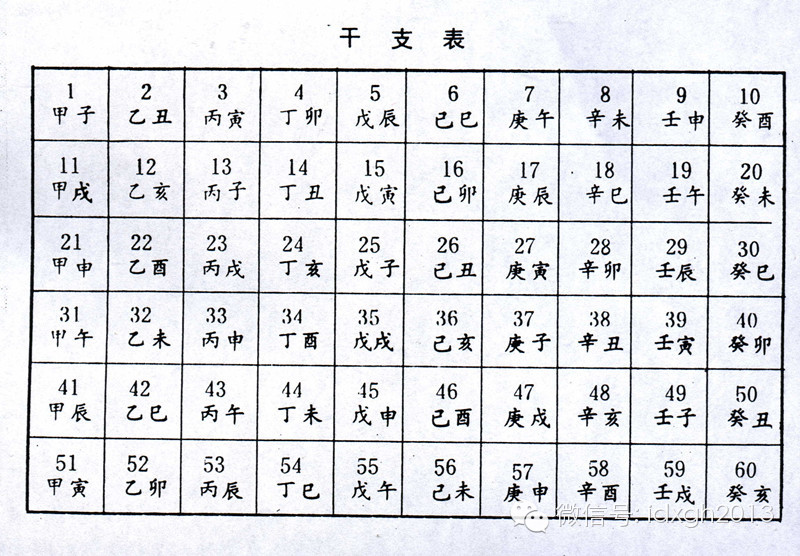 干支表
1 2 3 4 5 6 7 8 9 10
甲子 乙丑 丙寅 丁卯 戊辰 己巳 庚午 辛未 壬申 癸酉
11 12 13 14 15 16 17 18 19 20
甲戌 乙亥 丙子 丁丑 戊寅 己卯 庚辰 辛巳 壬午 癸未
21 22 23 24 25 26 27 28 29 30
甲申 乙酉 丙戌 丁亥 戊子 己丑 庚寅 辛卯 壬辰 癸巳
31 32 33 34 35 36 37 38 39 40
甲午 乙未 丙申 丁酉 戊戌 己亥 庚子 辛丑 壬寅 癸卯
41 42 43 44 45 46 47 48 49 50
甲辰 乙巳 丙午 丁未 戊申 己酉 庚戌 辛亥 壬子 癸丑
51 52 53 54 55 56 57 58 59 60
甲寅 乙卯 丙辰 丁巳 戊午 己未 庚申 辛酉 壬戌 癸亥
微信号: jdxgh2013